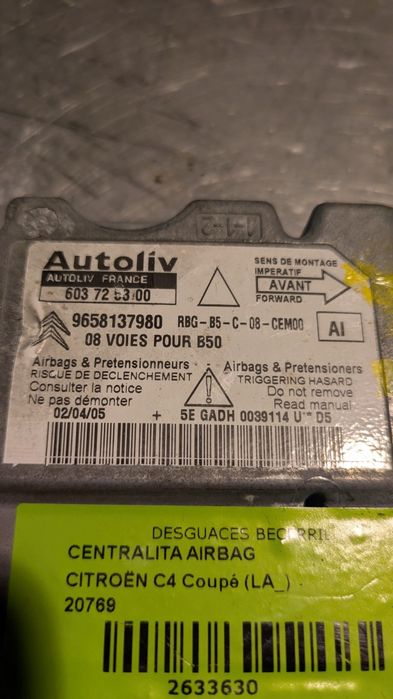 Autoliv
AUTOLIV FRANCE
603 72 83 00
SENS DE MONTAGE
IMPERATIF
AVANT
FORWARD
9658137980 RBG-B5-C-08-CEM00 AI
08 VOIES POUR B50
Airbags & Pretensionneurs
RISQUE DE DECLENCHEMENT
Consulter la notice
Ne pas démonter
Airbags & Pretensioners
TRIGGERING HASARD
Do not remove
Read manual
02/04/05 + 5E GADH 0039114 U** D5
DESGUACES BECERRIL
CENTRALITA AIRBAG
CITROËN C4 Coupé (LA_)
20769
2633630